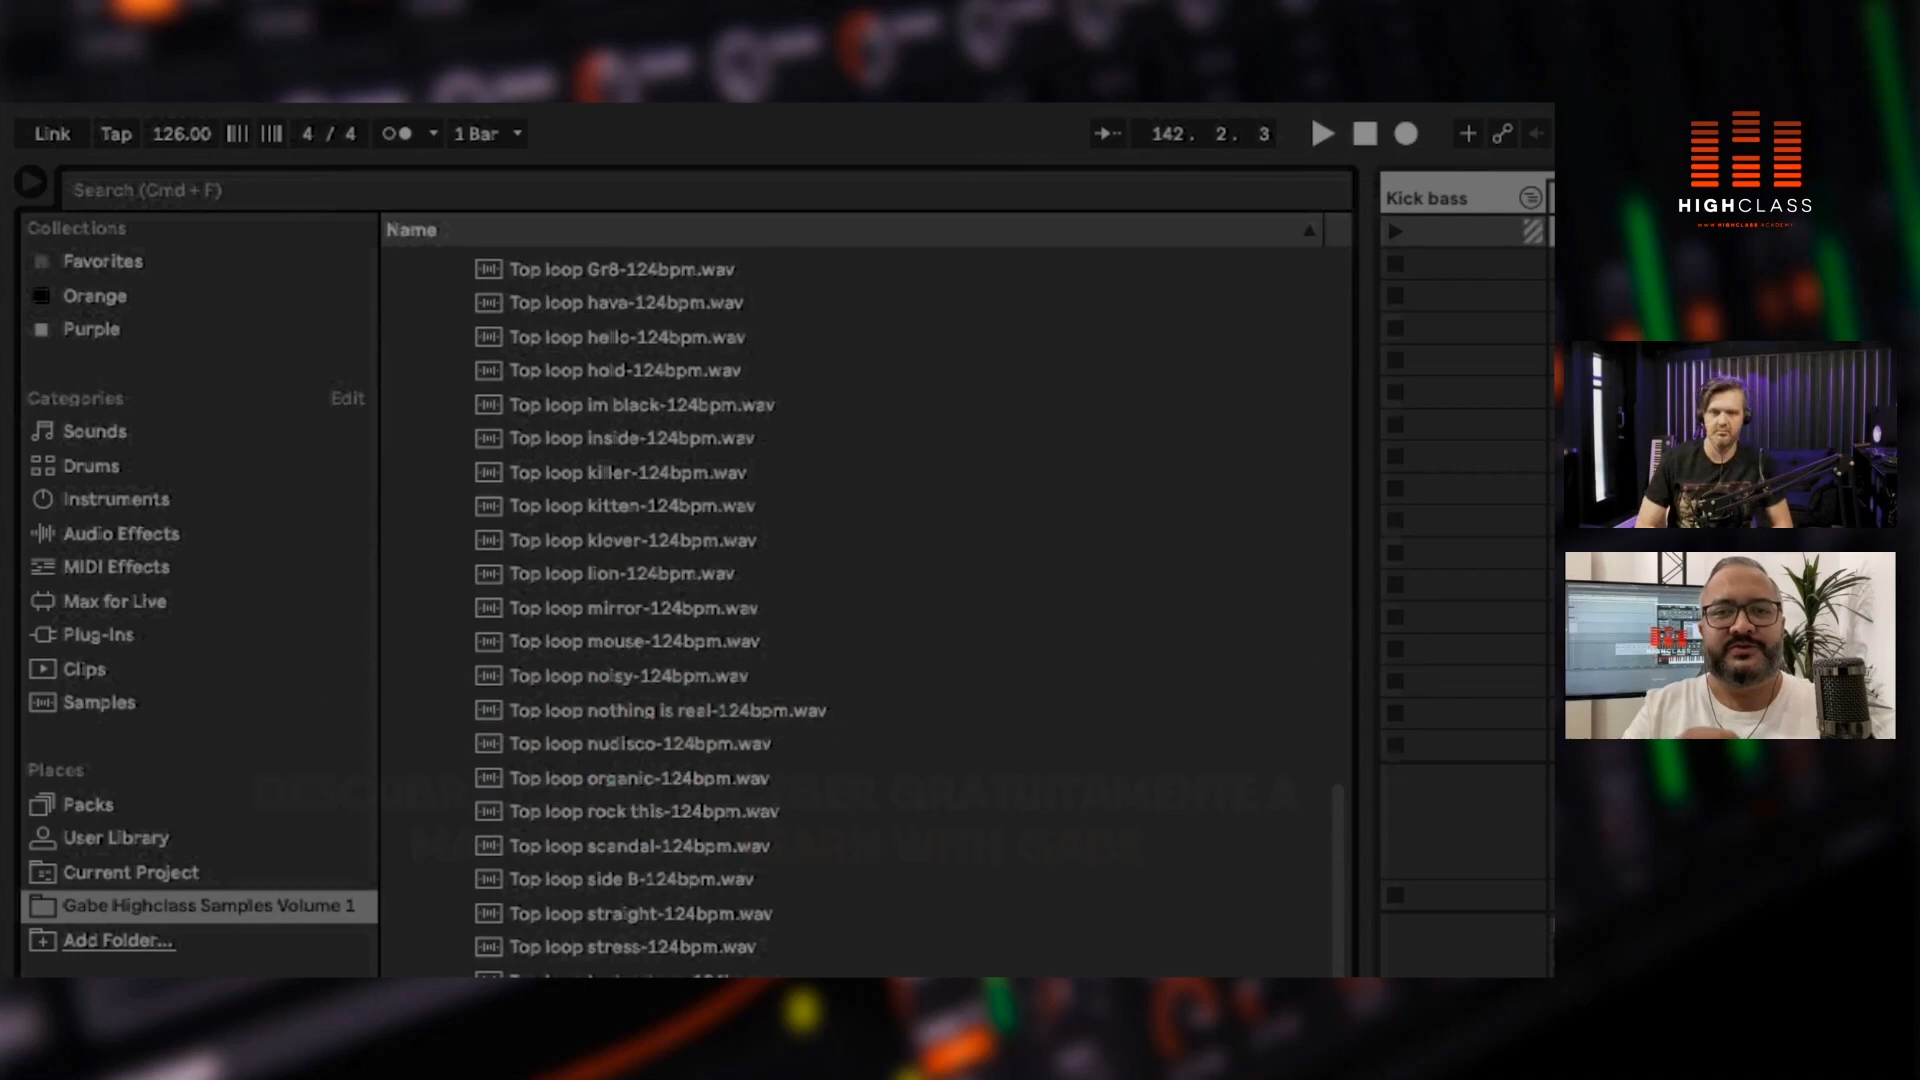 Link Tap 126.00 4 / 4 1 Bar 142. 2. 3
Search (Cmd + F)
Collections
Favorites
Orange
Purple
Categories Edit
Sounds
Drums
Instruments
Audio Effects
MIDI Effects
Max for Live
Plug-Ins
Clips
Samples
Places
Packs
User Library
Current Project
Gabe Highclass Samples Volume 1
Add Folder...
Name
Top loop Gr8-124bpm.wav
Top loop hava-124bpm.wav
Top loop hello-124bpm.wav
Top loop hold-124bpm.wav
Top loop im black-124bpm.wav
Top loop inside-124bpm.wav
Top loop killer-124bpm.wav
Top loop kitten-124bpm.wav
Top loop klover-124bpm.wav
Top loop lion-124bpm.wav
Top loop mirror-124bpm.wav
Top loop mouse-124bpm.wav
Top loop noisy-124bpm.wav
Top loop nothing is real-124bpm.wav
Top loop nudisco-124bpm.wav
Top loop organic-124bpm.wav
Top loop rock this-124bpm.wav
Top loop scandal-124bpm.wav
Top loop side B-124bpm.wav
Top loop straight-124bpm.wav
Top loop stress-124bpm.wav
GRATUITAMENTE A
WITH GABE
Kick bass
HIGHCLASS
WWW.HIGHCLASS.ACADEMY